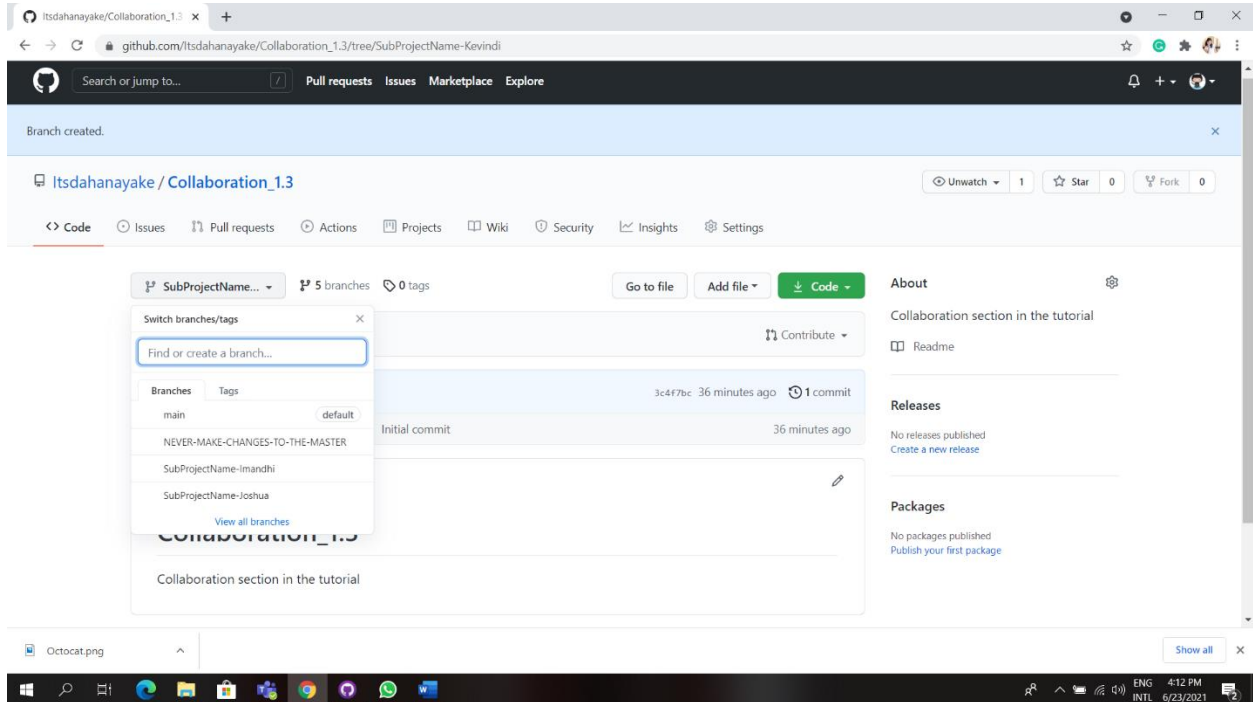 Itsdahanayake/Collaboration_1.3
github.com/Itsdahanayake/Collaboration_1.3/tree/SubProjectName-Kevindi
Search or jump to... / Pull requests Issues Marketplace Explore
Branch created.
Itsdahanayake / Collaboration_1.3
Unwatch 1 Star 0 Fork 0
Code Issues Pull requests Actions Projects Wiki Security Insights Settings
SubProjectName... 5 branches 0 tags Go to file Add file Code
Switch branches/tags
Find or create a branch...
Branches Tags
main default
NEVER-MAKE-CHANGES-TO-THE-MASTER
SubProjectName-Imandhi
SubProjectName-Joshua
View all branches
Contribute
3c4f7bc 36 minutes ago 1 commit
Initial commit 36 minutes ago
Collaboration_1.3
Collaboration section in the tutorial
About
Collaboration section in the tutorial
Readme
Releases
No releases published
Create a new release
Packages
No packages published
Publish your first package
Octocat.png Show all
ENG 4:12 PM
INTL 6/23/2021